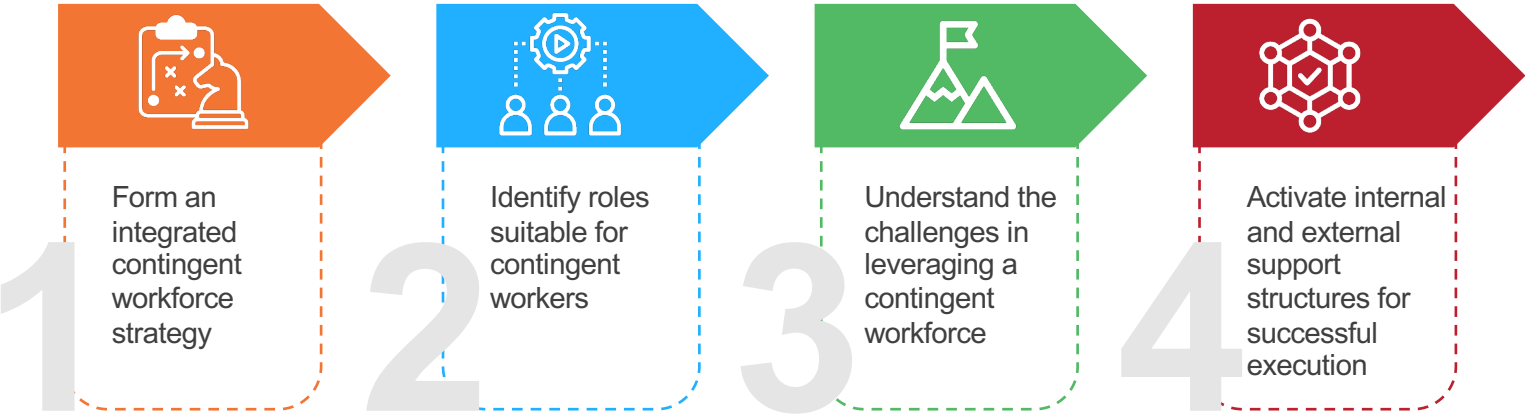 1
Form an
integrated
contingent
workforce
strategy
2
Identify roles
suitable for
contingent
workers
3
Understand the
challenges in
leveraging a
contingent
workforce
4
Activate internal
and external
support
structures for
successful
execution